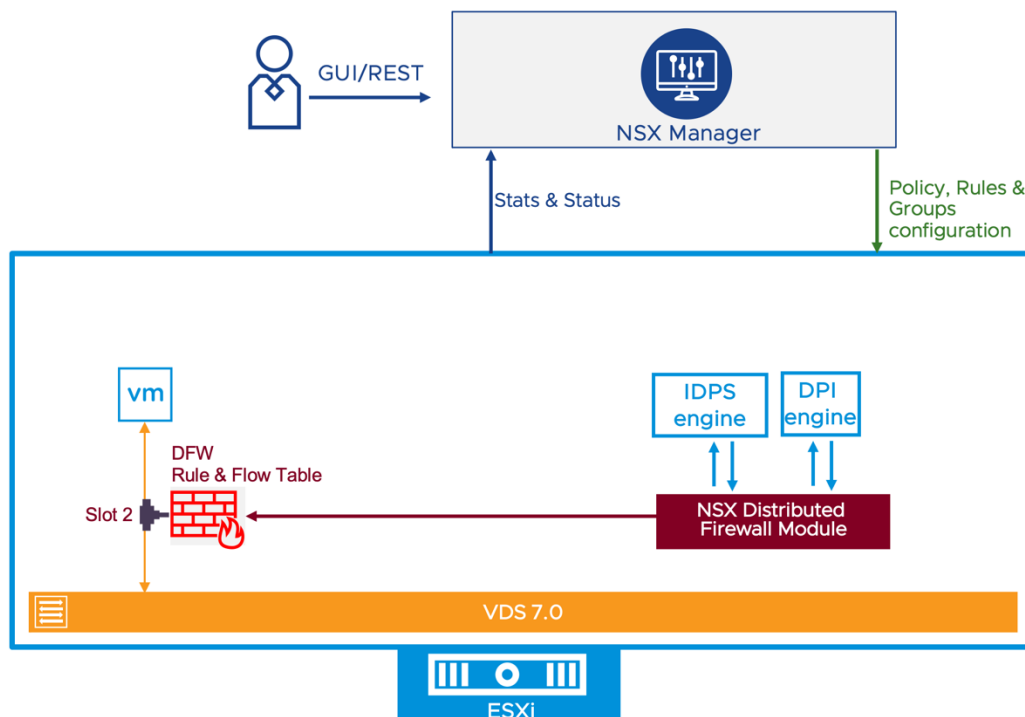 GUI/REST
NSX Manager
Stats & Status
Policy, Rules &
Groups
configuration
vm
IDPS
engine
DPI
engine
DFW
Rule & Flow Table
Slot 2
NSX Distributed
Firewall Module
VDS 7.0
ESXi